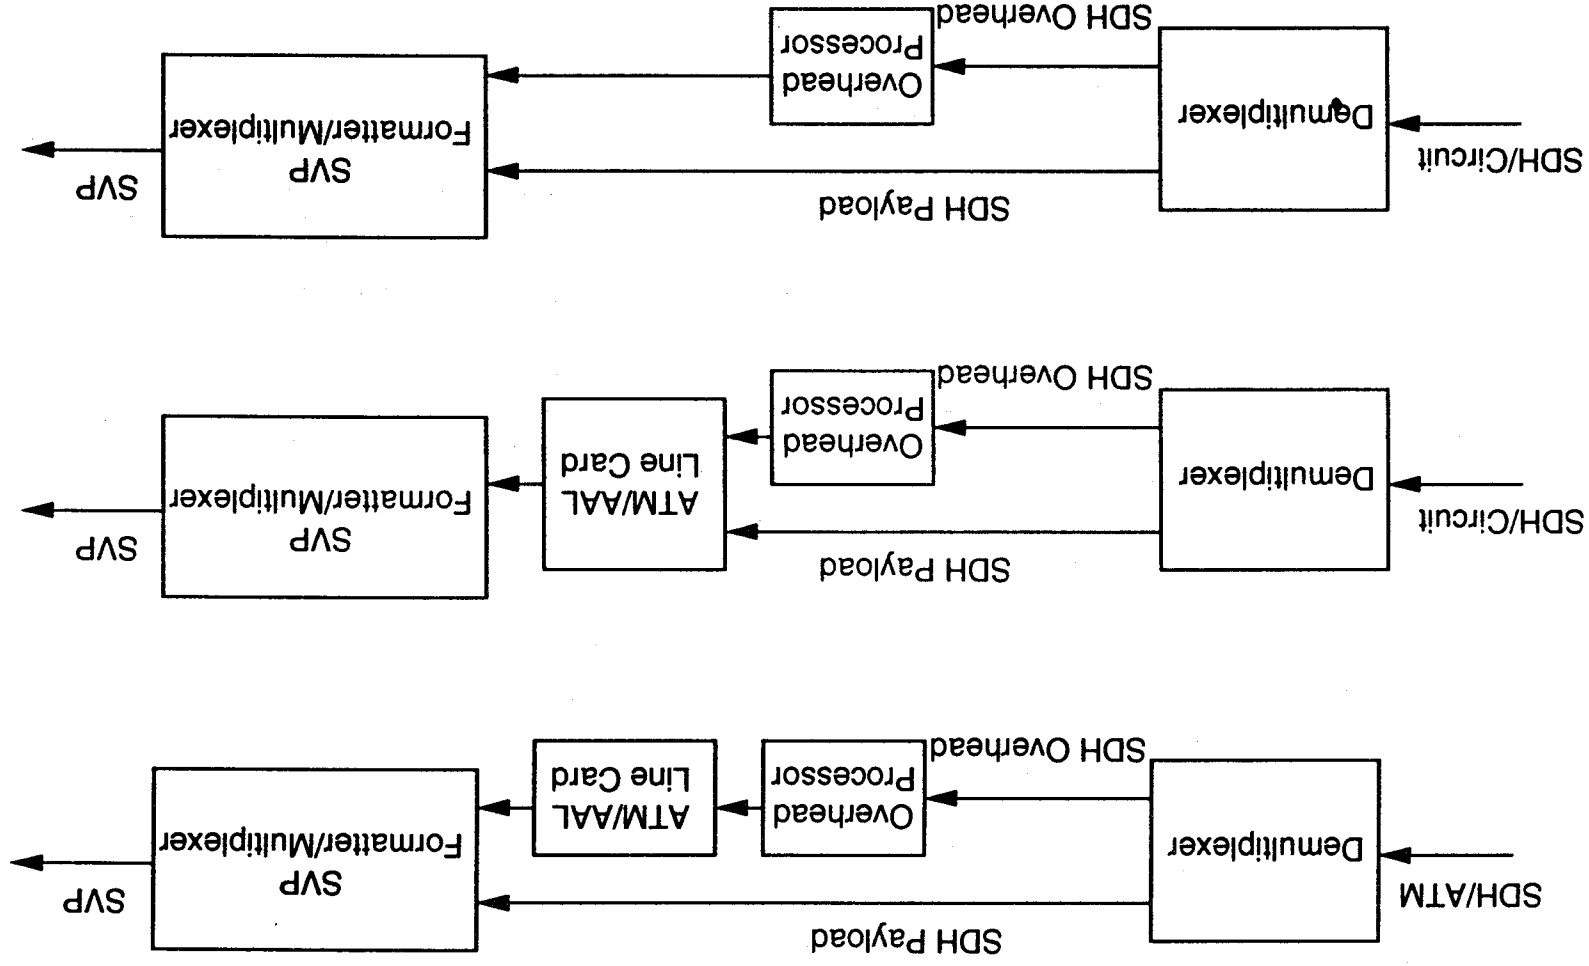 SDH/ATM
Demultiplexer
SDH Payload
SDH Overhead
Overhead
Processor
ATM/AAL
Line Card
SVP
Formatter/Multiplexer
SVP
SDH/Circuit
Demultiplexer
SDH Payload
SDH Overhead
Overhead
Processor
ATM/AAL
Line Card
SVP
Formatter/Multiplexer
SVP
SDH/Circuit
Demultiplexer
SDH Payload
SDH Overhead
Overhead
Processor
SVP
Formatter/Multiplexer
SVP